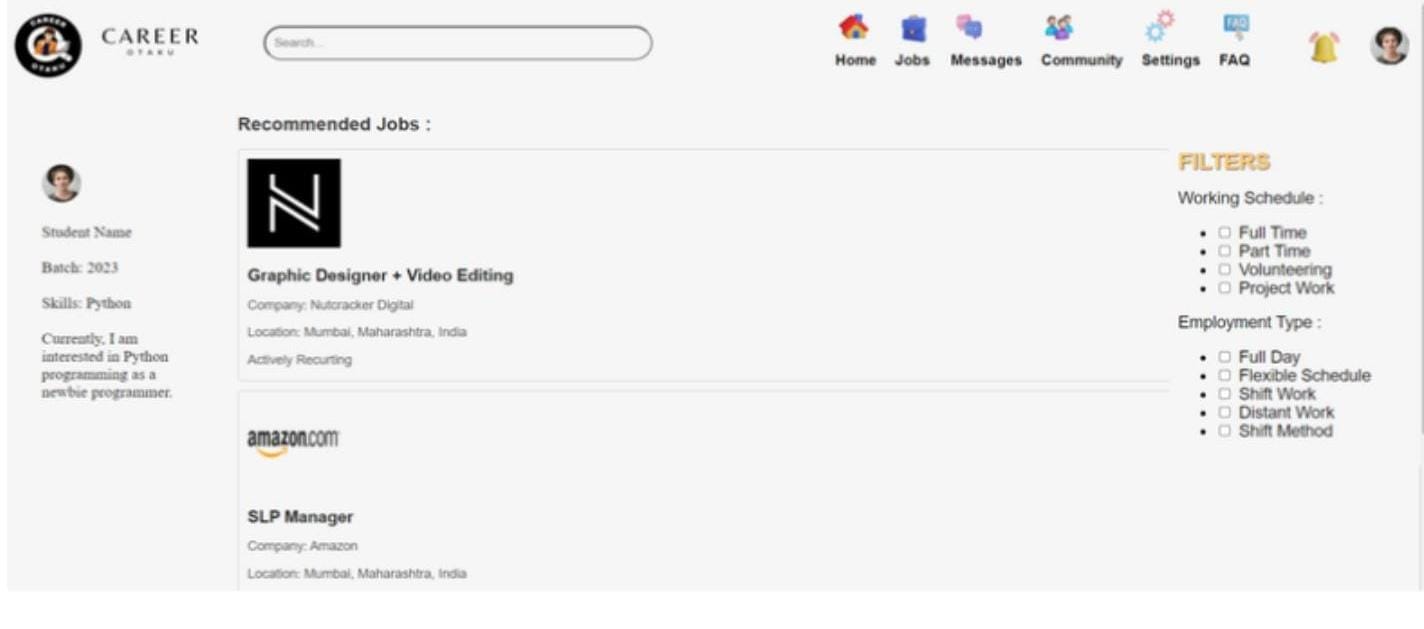 CAREER
OTAKU
CAREER
OTAKU
Search...
FAQ
Home
Jobs
Messages
Community
Settings
FAQ
Student Name
Batch: 2023
Skills: Python
Currently, I am
interested in Python
programming as a
newbie programmer.
Recommended Jobs :
N
Graphic Designer + Video Editing
Company: Nutcracker Digital
Location: Mumbai, Maharashtra, India
Actively Recurting
amazon.com
SLP Manager
Company: Amazon
Location: Mumbai, Maharashtra, India
FILTERS
Working Schedule :
Full Time
Part Time
Volunteering
Project Work
Employment Type :
Full Day
Flexible Schedule
Shift Work
Distant Work
Shift Method